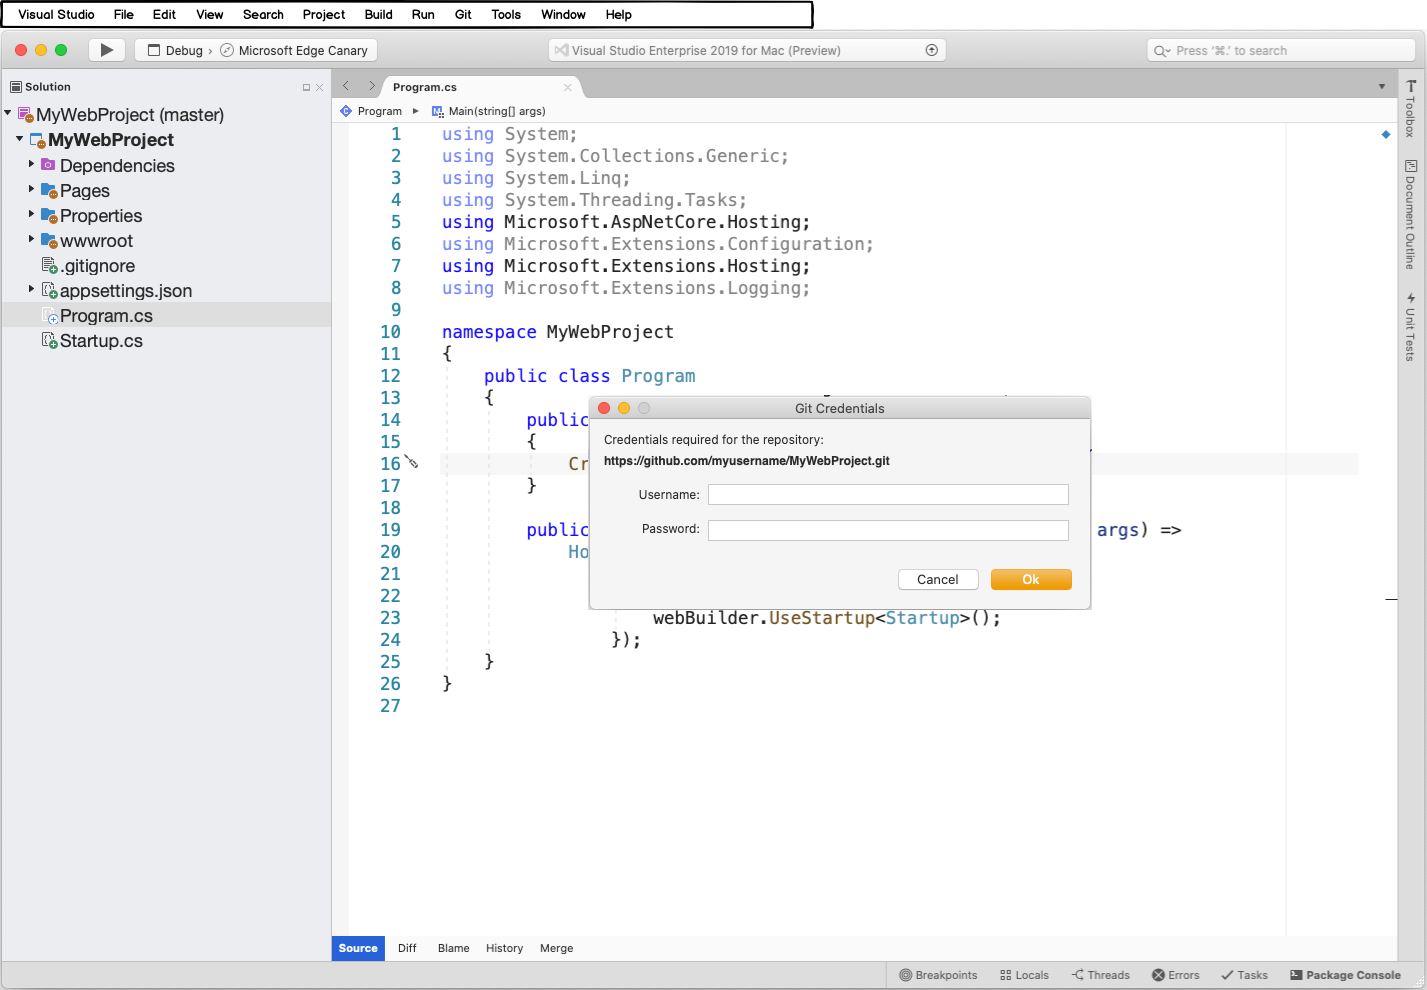 Visual Studio File Edit View Search Project Build Run Git Tools Window Help
Debug › Microsoft Edge Canary
Visual Studio Enterprise 2019 for Mac (Preview)
Press '⌘.' to search
Solution
MyWebProject (master)
MyWebProject
Dependencies
Pages
Properties
wwwroot
.gitignore
appsettings.json
Program.cs
Startup.cs
Program.cs
Program
Main(string[] args)
1 using System;
2 using System.Collections.Generic;
3 using System.Linq;
4 using System.Threading.Tasks;
5 using Microsoft.AspNetCore.Hosting;
6 using Microsoft.Extensions.Configuration;
7 using Microsoft.Extensions.Hosting;
8 using Microsoft.Extensions.Logging;
9
10 namespace MyWebProject
11 {
12 public class Program
13 {
14 public
15 {
16 Cr
17 }
18
19 public args) =>
20 Ho
21
22
23 webBuilder.UseStartup<Startup>();
24 });
25 }
26 }
27
Git Credentials
Credentials required for the repository:
https://github.com/myusername/MyWebProject.git
Username:
Password:
Cancel Ok
Toolbox
Document Outline
Unit Tests
Source Diff Blame History Merge
Breakpoints Locals Threads Errors Tasks Package Console